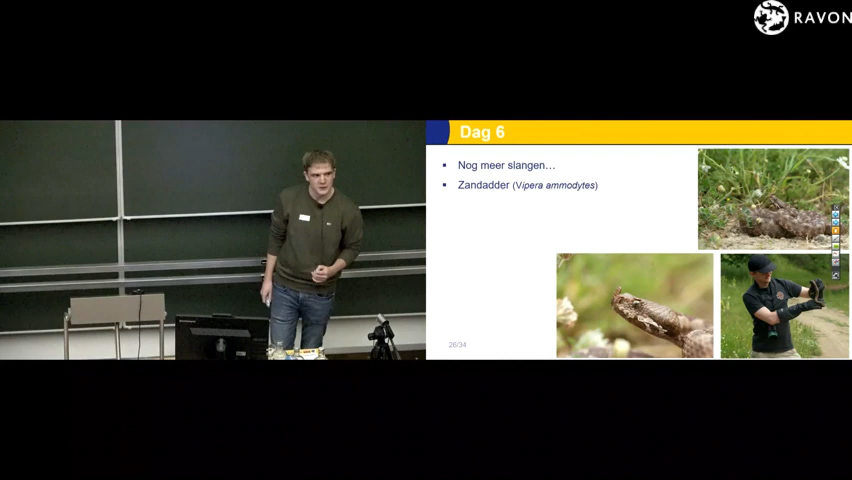 RAVON
Dag 6
Nog meer slangen…
Zandadder (Vipera ammodytes)
26/34